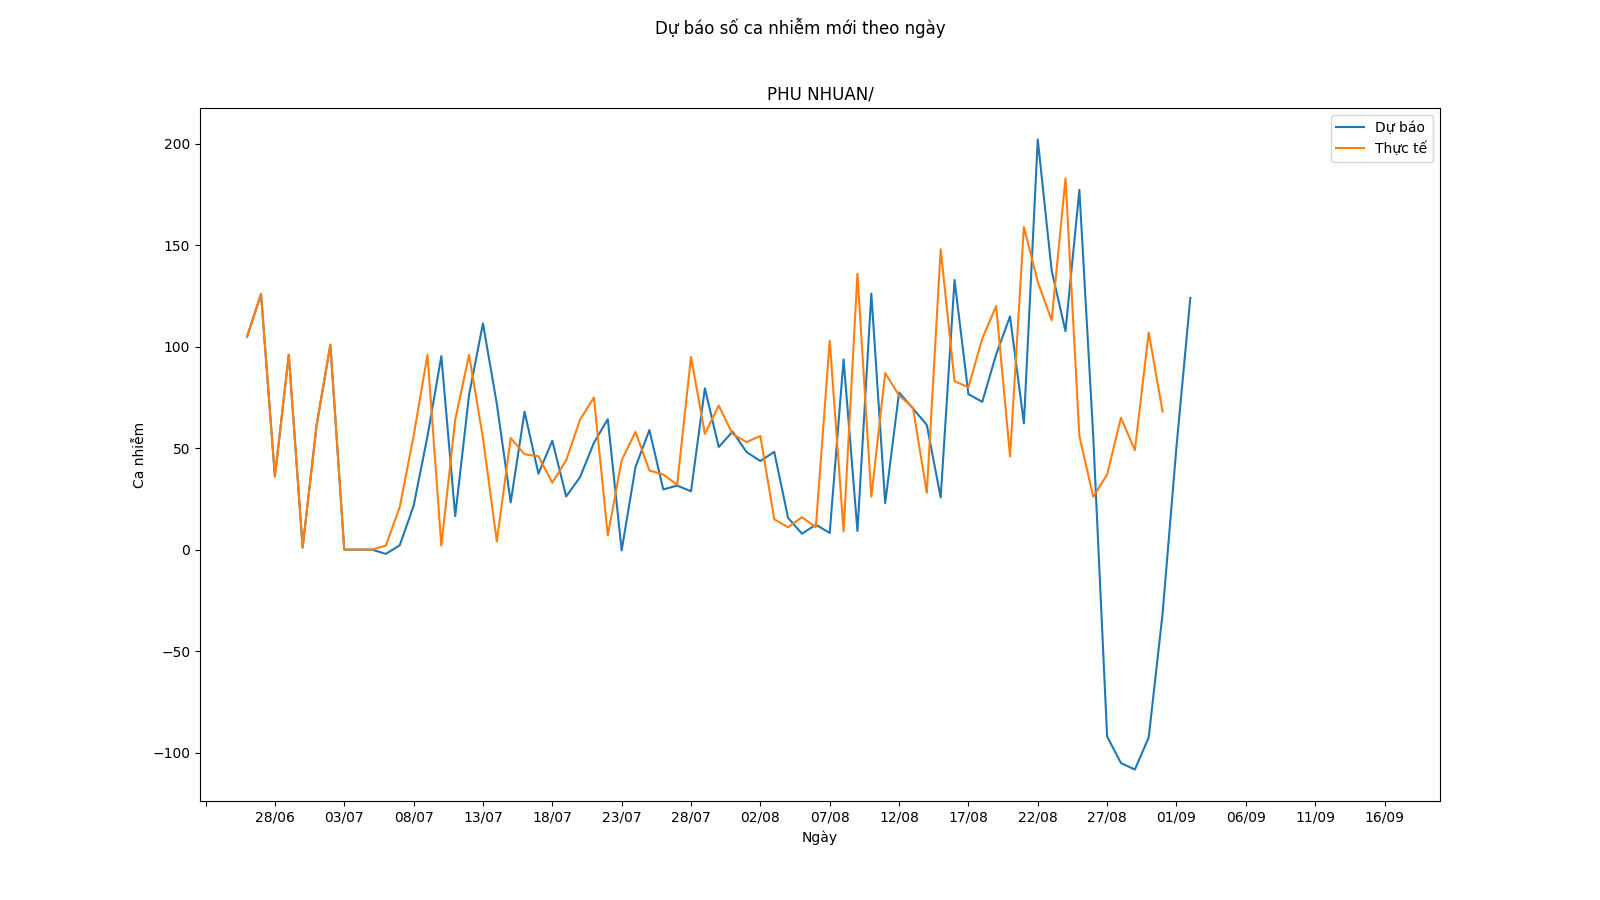 Dự báo số ca nhiễm mới theo ngày
PHU NHUAN/
Dự báo
Thực tế
200
150
100
50
0
−50
−100
Ca nhiễm
28/06 03/07 08/07 13/07 18/07 23/07 28/07 02/08 07/08 12/08 17/08 22/08 27/08 01/09 06/09 11/09 16/09
Ngày